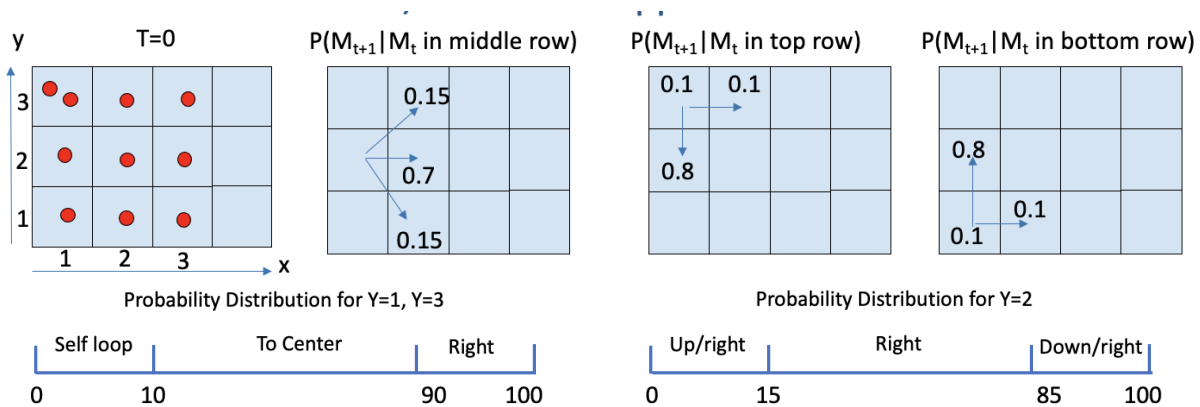 y
T=0
P(Mt+1|Mt in middle row)
P(Mt+1|Mt in top row)
P(Mt+1|Mt in bottom row)
3
2
1
1 2 3
x
0.15
0.7
0.15
0.1 0.1
0.8
0.8
0.1
0.1
Probability Distribution for Y=1, Y=3
Self loop To Center Right
0 10 90 100
Probability Distribution for Y=2
Up/right Right Down/right
0 15 85 100